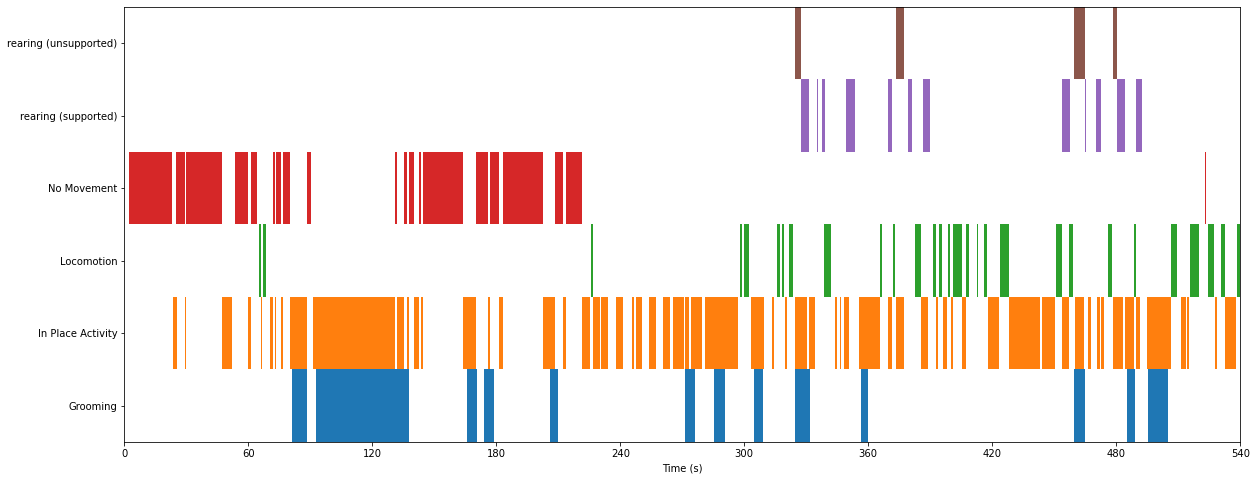 rearing (unsupported)
rearing (supported)
No Movement
Locomotion
In Place Activity
Grooming
0 60 120 180 240 300 360 420 480 540
Time (s)